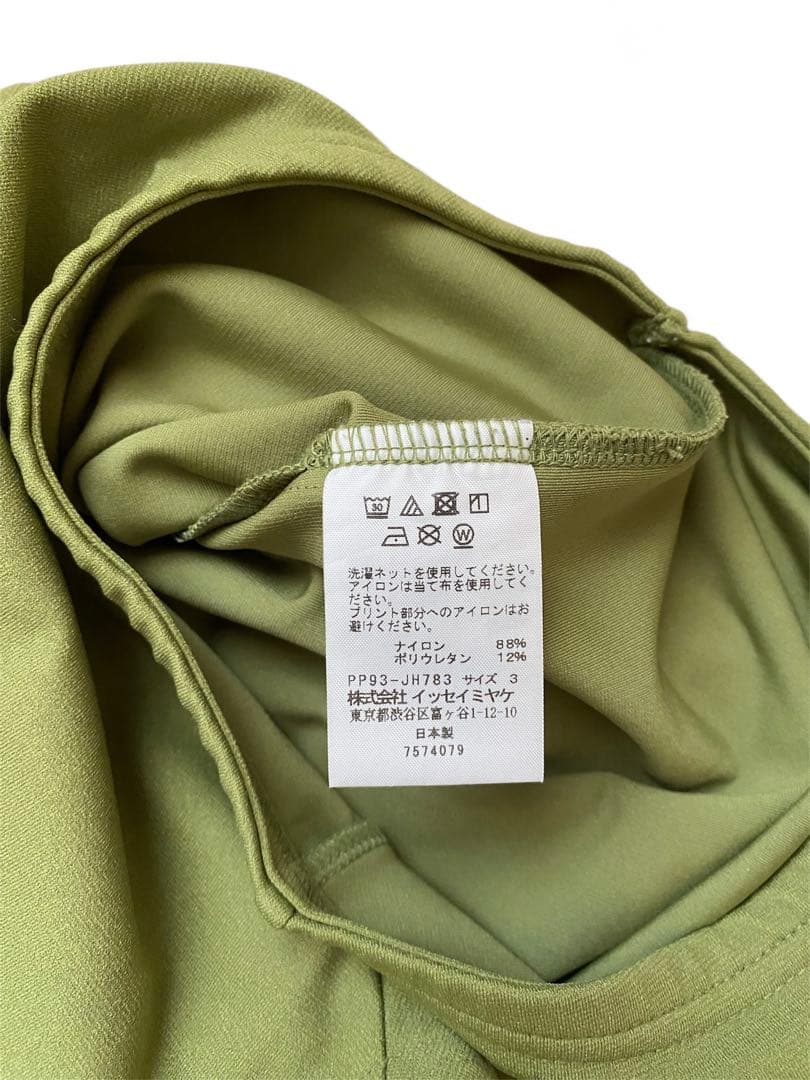 30
W
洗濯ネットを使用してください。
アイロンは当て布を使用してく
ださい。
プリント部分へのアイロンはお
避けください。
ナイロン 88%
ポリウレタン 12%
PP93-JH783 サイズ 3
株式会社 イッセイミヤケ
東京都渋谷区富ヶ谷1-12-10
日本製
7574079